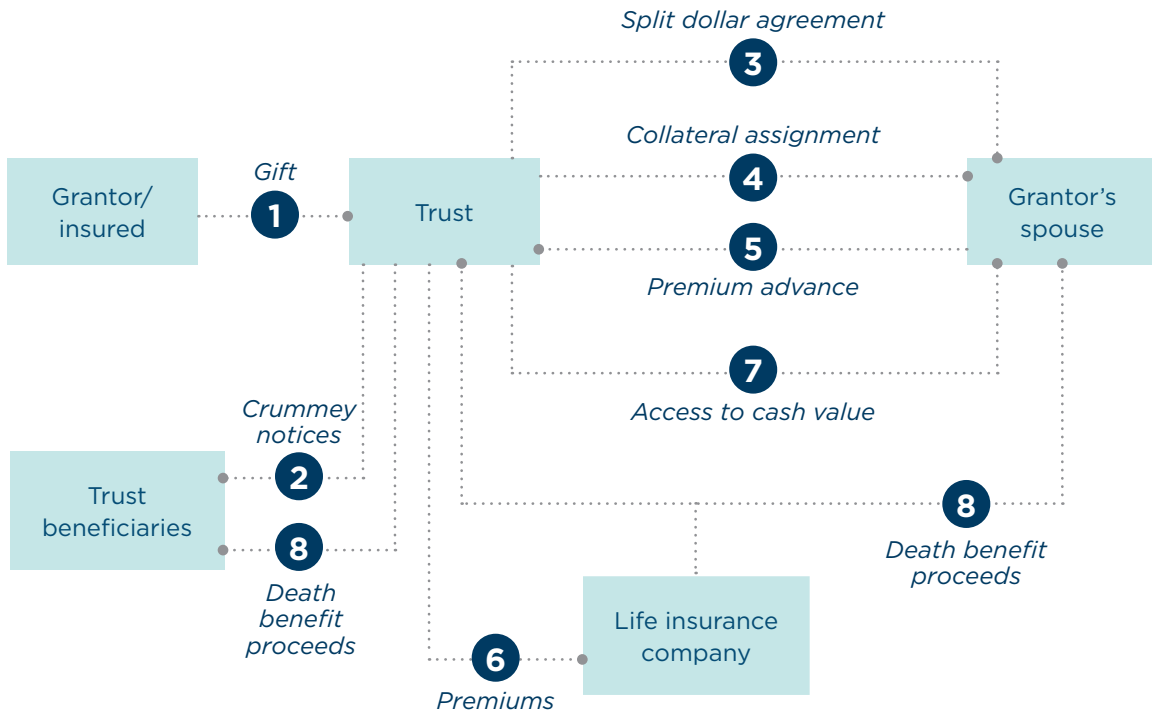 Split dollar agreement
3
Collateral assignment
Gift
4
Grantor/
insured
1
Trust
Grantor’s
spouse
5
Premium advance
7
Access to cash value
Crummey
notices
2
Trust
beneficiaries
8
Death
benefit
proceeds
8
Death benefit
proceeds
Life insurance
company
6
Premiums